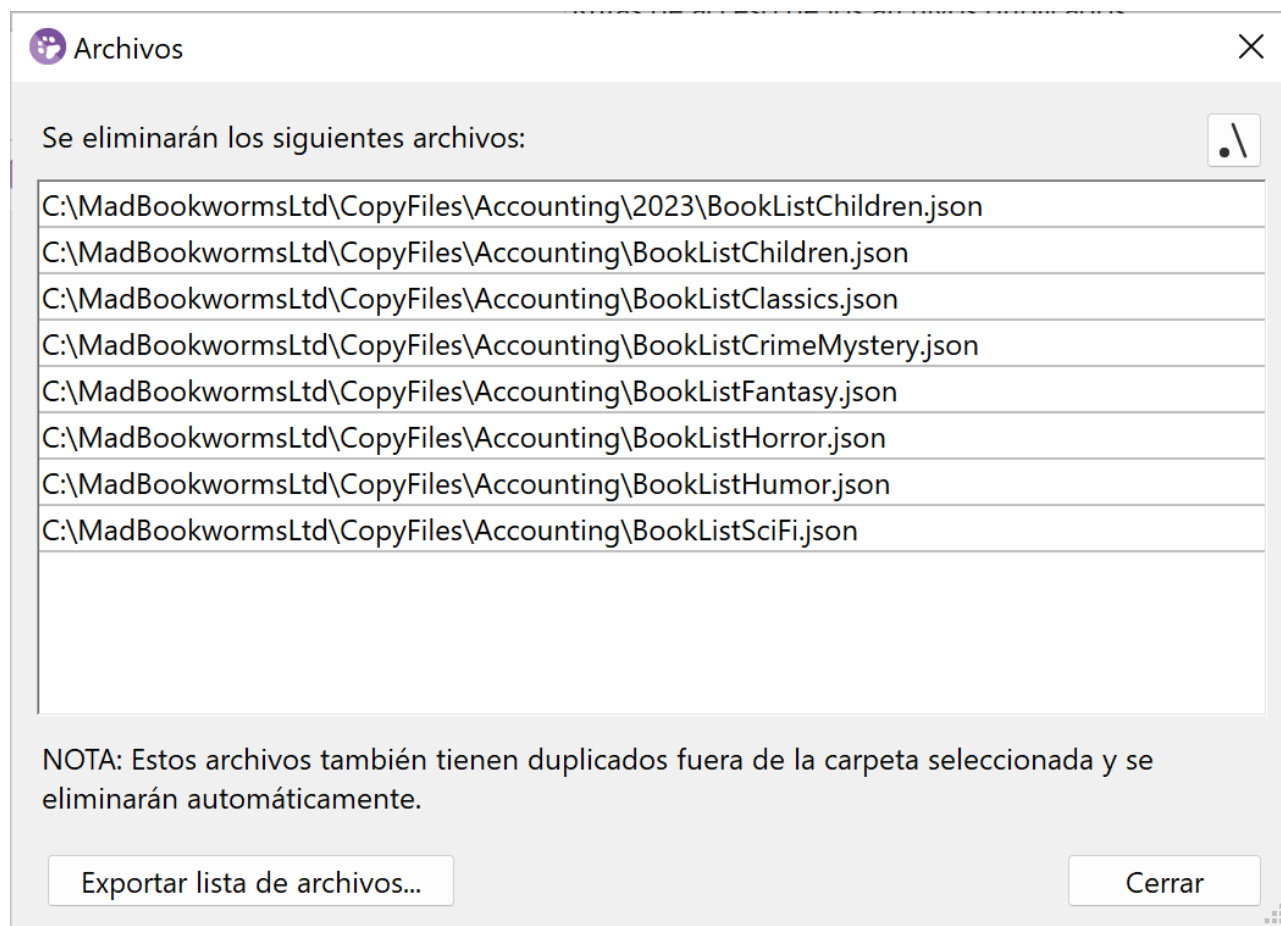 Archivos
Se eliminarán los siguientes archivos:
.\
C:\MadBookwormsLtd\CopyFiles\Accounting\2023\BookListChildren.json
C:\MadBookwormsLtd\CopyFiles\Accounting\BookListChildren.json
C:\MadBookwormsLtd\CopyFiles\Accounting\BookListClassics.json
C:\MadBookwormsLtd\CopyFiles\Accounting\BookListCrimeMystery.json
C:\MadBookwormsLtd\CopyFiles\Accounting\BookListFantasy.json
C:\MadBookwormsLtd\CopyFiles\Accounting\BookListHorror.json
C:\MadBookwormsLtd\CopyFiles\Accounting\BookListHumor.json
C:\MadBookwormsLtd\CopyFiles\Accounting\BookListSciFi.json
NOTA: Estos archivos también tienen duplicados fuera de la carpeta seleccionada y se
eliminarán automáticamente.
Exportar lista de archivos...
Cerrar